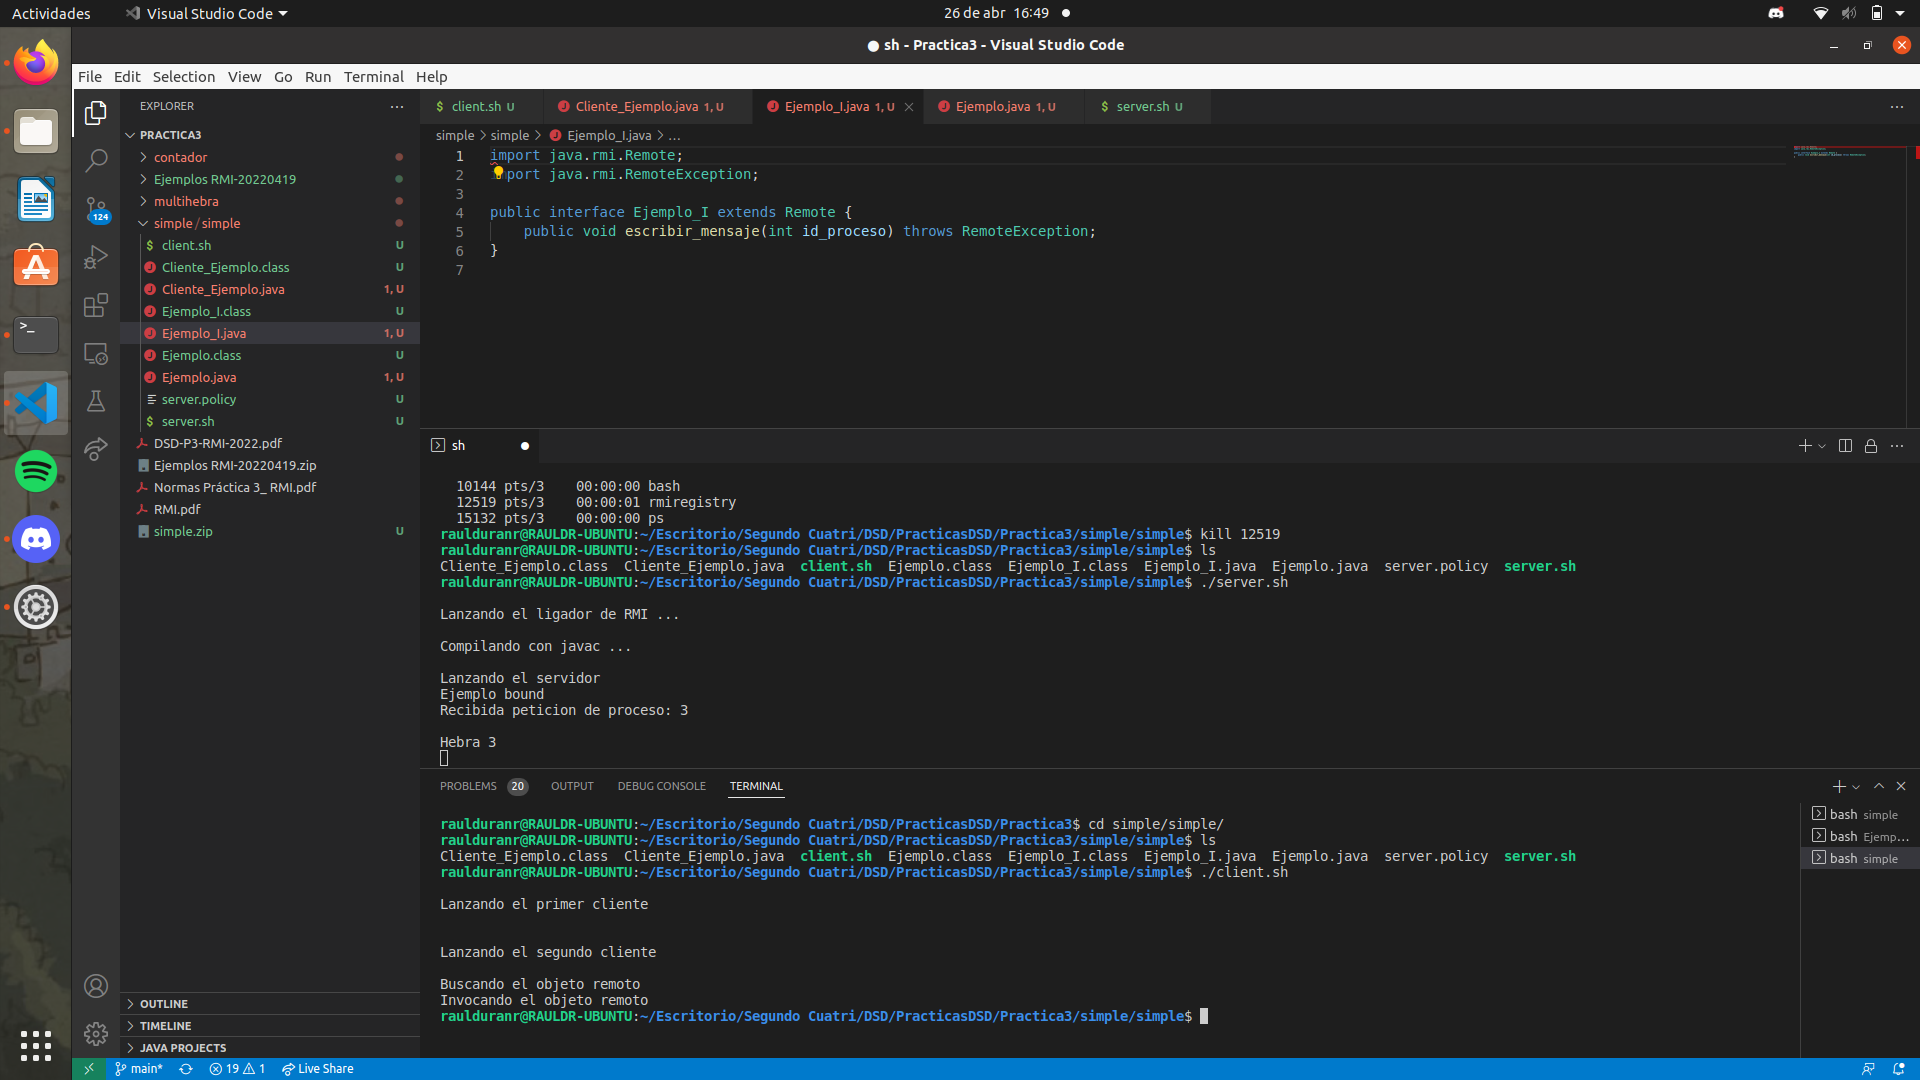 Actividades
Visual Studio Code
26 de abr 16:49
sh - Practica3 - Visual Studio Code
File Edit Selection View Go Run Terminal Help
EXPLORER
PRACTICA3
contador
Ejemplos RMI-20220419
multihebra
simple / simple
client.sh U
Cliente_Ejemplo.class U
Cliente_Ejemplo.java 1, U
Ejemplo_I.class U
Ejemplo_I.java 1, U
Ejemplo.class U
Ejemplo.java 1, U
server.policy U
server.sh U
DSD-P3-RMI-2022.pdf
Ejemplos RMI-20220419.zip
Normas Práctica 3_ RMI.pdf
RMI.pdf
simple.zip U
OUTLINE
TIMELINE
JAVA PROJECTS
124
$ client.sh U
Cliente_Ejemplo.java 1, U
Ejemplo_I.java 1, U
Ejemplo.java 1, U
$ server.sh U
simple > simple > Ejemplo_I.java > ...
1 import java.rmi.Remote;
2 import java.rmi.RemoteException;
3
4 public interface Ejemplo_I extends Remote {
5 public void escribir_mensaje(int id_proceso) throws RemoteException;
6 }
7
sh
10144 pts/3 00:00:00 bash
12519 pts/3 00:00:01 rmiregistry
15132 pts/3 00:00:00 ps
raulduranr@RAULDR-UBUNTU:~/Escritorio/Segundo Cuatri/DSD/PracticasDSD/Practica3/simple/simple$ kill 12519
raulduranr@RAULDR-UBUNTU:~/Escritorio/Segundo Cuatri/DSD/PracticasDSD/Practica3/simple/simple$ ls
Cliente_Ejemplo.class Cliente_Ejemplo.java client.sh Ejemplo.class Ejemplo_I.class Ejemplo_I.java Ejemplo.java server.policy server.sh
raulduranr@RAULDR-UBUNTU:~/Escritorio/Segundo Cuatri/DSD/PracticasDSD/Practica3/simple/simple$ ./server.sh
Lanzando el ligador de RMI ...
Compilando con javac ...
Lanzando el servidor
Ejemplo bound
Recibida peticion de proceso: 3
Hebra 3
PROBLEMS 20 OUTPUT DEBUG CONSOLE TERMINAL
raulduranr@RAULDR-UBUNTU:~/Escritorio/Segundo Cuatri/DSD/PracticasDSD/Practica3$ cd simple/simple/
raulduranr@RAULDR-UBUNTU:~/Escritorio/Segundo Cuatri/DSD/PracticasDSD/Practica3/simple/simple$ ls
Cliente_Ejemplo.class Cliente_Ejemplo.java client.sh Ejemplo.class Ejemplo_I.class Ejemplo_I.java Ejemplo.java server.policy server.sh
raulduranr@RAULDR-UBUNTU:~/Escritorio/Segundo Cuatri/DSD/PracticasDSD/Practica3/simple/simple$ ./client.sh
Lanzando el primer cliente
Lanzando el segundo cliente
Buscando el objeto remoto
Invocando el objeto remoto
raulduranr@RAULDR-UBUNTU:~/Escritorio/Segundo Cuatri/DSD/PracticasDSD/Practica3/simple/simple$
bash simple
bash Ejemp...
bash simple
main* 19 1 Live Share